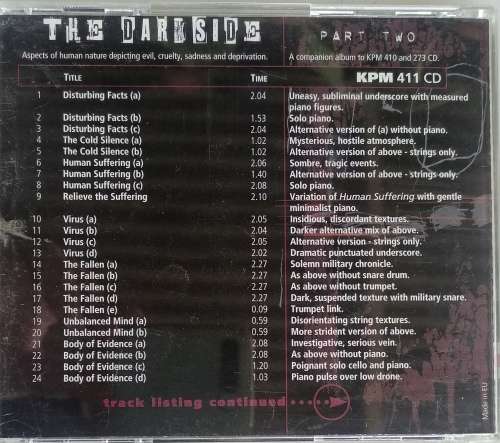 THE DARKSIDE PART TWO
Aspects of human nature depicting evil, cruelty, sadness and deprivation. A companion album to KPM 410 and 273 CD.
TITLE TIME KPM 411 CD
1 Disturbing Facts (a) 2.04 Uneasy, subliminal underscore with measured
piano figures.
2 Disturbing Facts (b) 1.53 Solo piano.
3 Disturbing Facts (c) 2.04 Alternative version of (a) without piano.
4 The Cold Silence (a) 1.02 Mysterious, hostile atmosphere.
5 The Cold Silence (b) 1.02 Alternative version of above - strings only.
6 Human Suffering (a) 2.06 Sombre, tragic events.
7 Human Suffering (b) 1.40 Alternative version of above - strings only.
8 Human Suffering (c) 2.08 Solo piano.
9 Relieve the Suffering 2.10 Variation of Human Suffering with gentle
minimalist piano.
10 Virus (a) 2.05 Insidious, discordant textures.
11 Virus (b) 2.04 Darker alternative mix of above.
12 Virus (c) 2.05 Alternative version - strings only.
13 Virus (d) 2.02 Dramatic punctuated underscore.
14 The Fallen (a) 2.27 Solemn military chronicle.
15 The Fallen (b) 2.27 As above without snare drum.
16 The Fallen (c) 2.27 As above without trumpet.
17 The Fallen (d) 2.27 Dark, suspended texture with military snare.
18 The Fallen (e) 0.09 Trumpet link.
19 Unbalanced Mind (a) 0.59 Disorientating string textures.
20 Unbalanced Mind (b) 0.59 More strident version of above.
21 Body of Evidence (a) 2.08 Investigative, serious vein.
22 Body of Evidence (b) 2.08 As above without piano.
23 Body of Evidence (c) 1.20 Poignant solo cello and piano.
24 Body of Evidence (d) 1.03 Piano pulse over low drone.
track listing continued
Made in EU